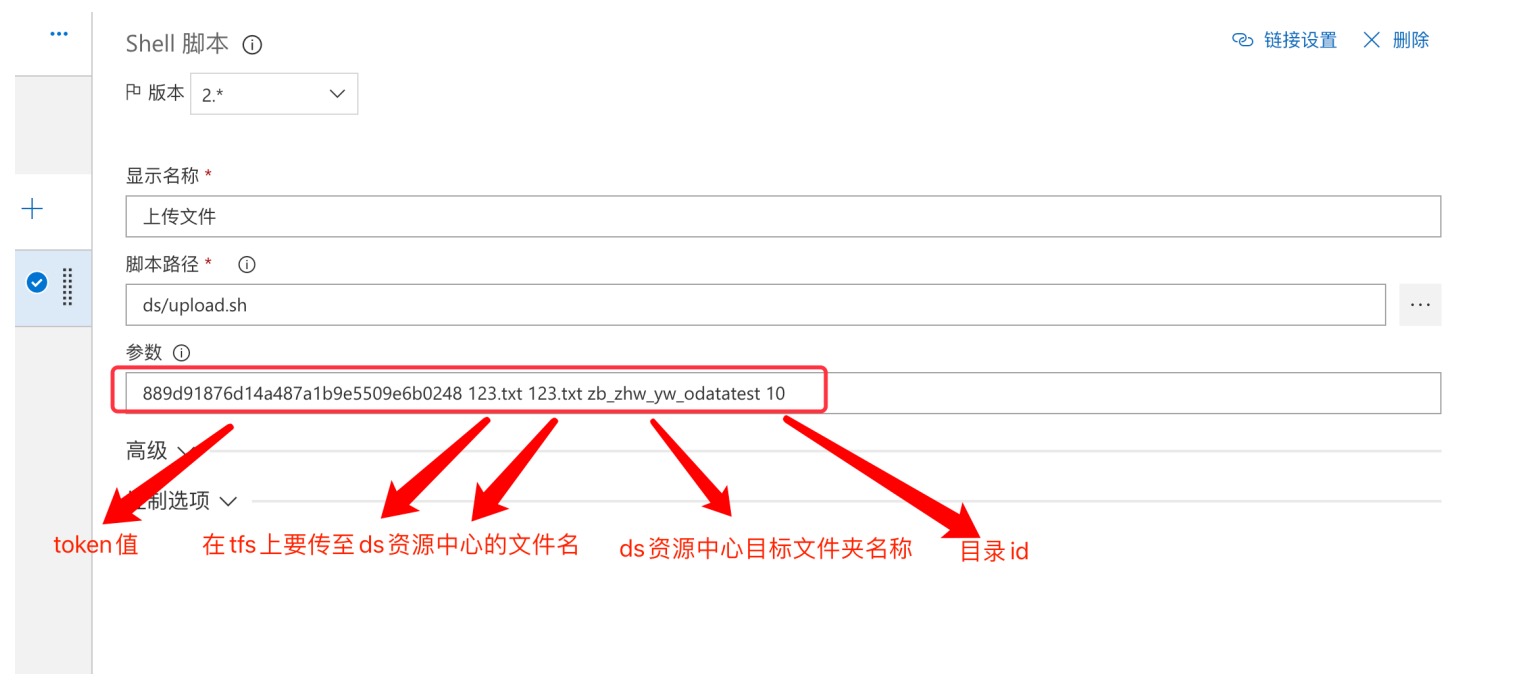 Shell 脚本
链接设置
删除
版本
2.*
显示名称 *
上传文件
脚本路径 *
ds/upload.sh
参数
889d91876d14a487a1b9e5509e6b0248 123.txt 123.txt zb_zhw_yw_odatatest 10
高级
制选项
token值
在tfs上要传至ds资源中心的文件名
ds资源中心目标文件夹名称
目录id